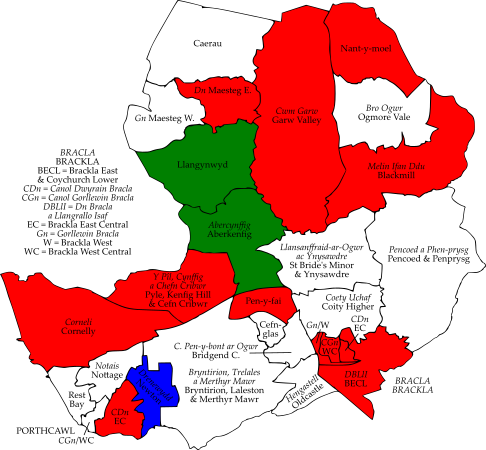 Caerau
Nant-y-moel
Dn Maesteg E.
Cwm Garw
Garw Valley
Bro Ogwr
Ogmore Vale
Gn Maesteg W.
BRACLA
BRACKLA
BECL = Brackla East
& Coychurch Lower
CDn = Canol Dwyrain Bracla
CGn = Canol Gorllewin Bracla
DBLII = Dn Bracla
a Llangrallo Isaf
EC = Brackla East Central
Gn = Gorllewin Bracla
W = Brackla West
WC = Brackla West Central
Llangynwyd
Melin Ifan Ddu
Blackmill
Abercynffig
Aberkenfig
Llansanffraid-ar-Ogwr
ac Ynysawdre
St Bride's Minor
& Ynysawdre
Pencoed a Phen-prysg
Pencoed & Penprysg
Y Pîl, Cynffig
a Chefn Cribwr
Pyle, Kenfig Hill
& Cefn Cribwr
Pen-y-fai
Coety Uchaf
Coity Higher
Corneli
Cornelly
Cefn-
glas
Gn/W
CDn
EC
CGn
WC
C. Pen-y-bont ar Ogwr
Bridgend C.
Notais
Nottage
Bryntirion, Trelales
a Merthyr Mawr
Bryntirion, Laleston
& Merthyr Mawr
DBLII
BECL
BRACLA
BRACKLA
Hengastell
Oldcastle
Rest
Bay
CDn
EC
PORTHCAWL
CGn/WC